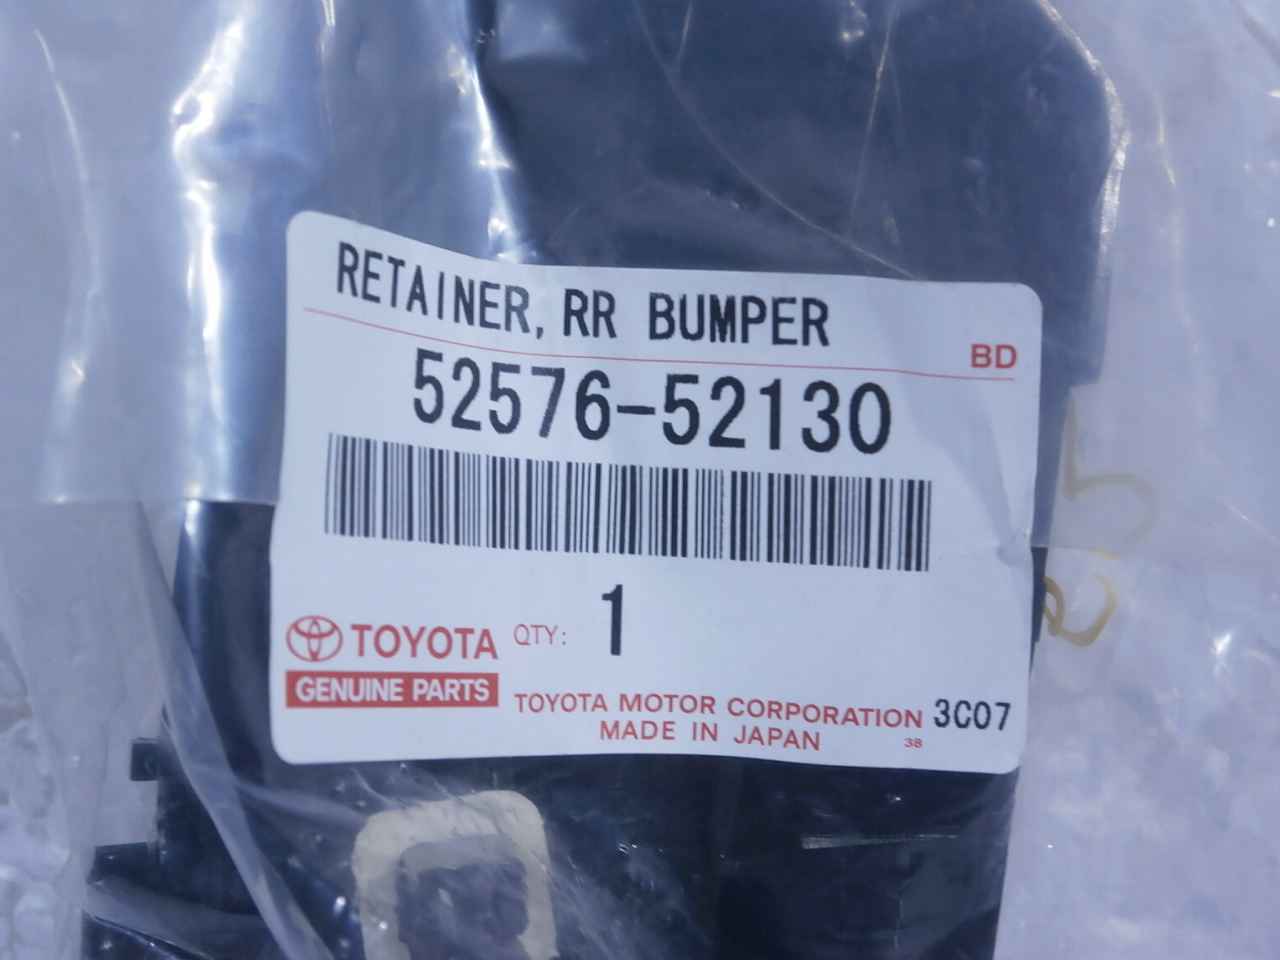 RETAINER, RR BUMPER
BD
52576-52130
1
TOYOTA QTY:
GENUINE PARTS
TOYOTA MOTOR CORPORATION 3C07
MADE IN JAPAN 38
25